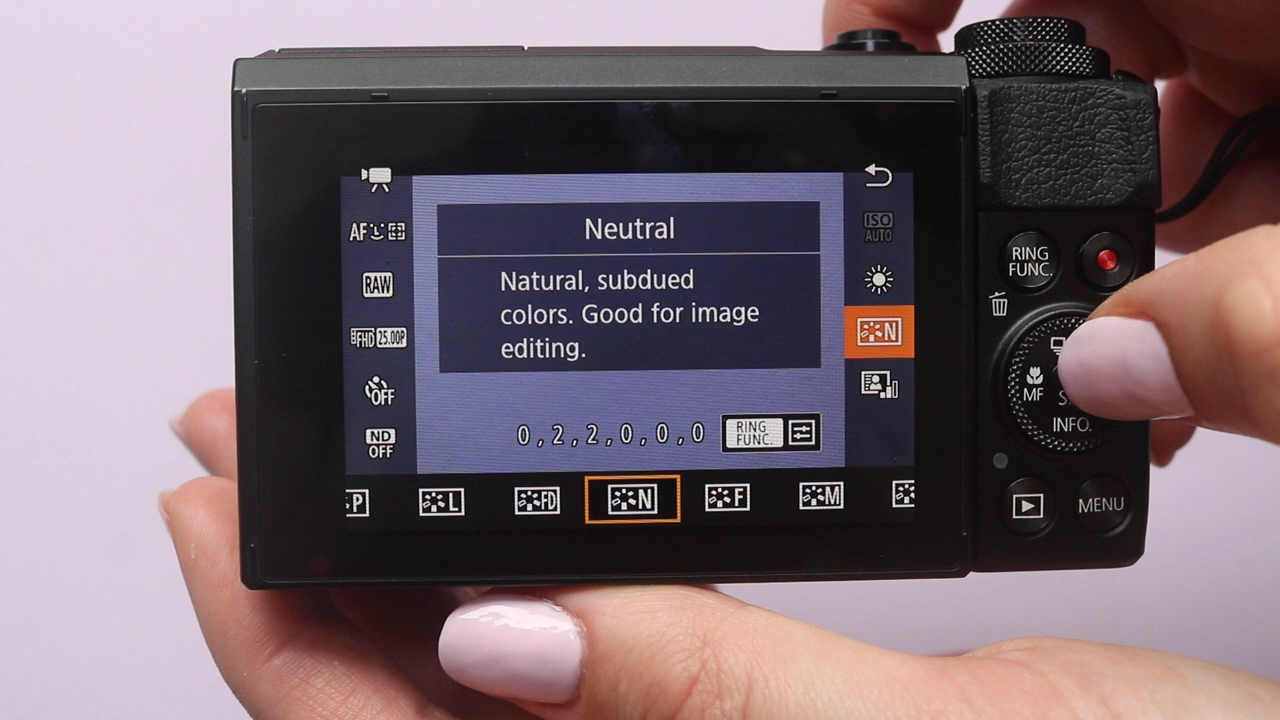 Neutral
Natural, subdued
colors. Good for image
editing.
0,2,2,0,0,0
RING
FUNC.
AF
RAW
FHD 25.00P
OFF
ND
OFF
ISO
AUTO
N
P
L
FD
N
F
M
RING
FUNC.
MF
INFO.
MENU